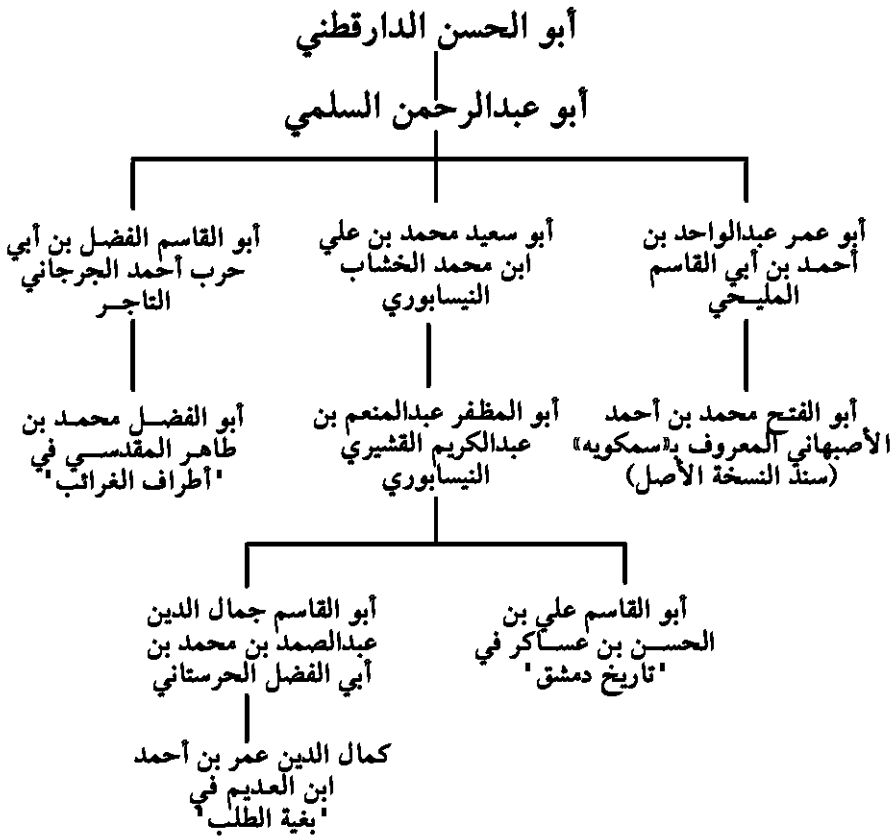 أبو الحسن الدارقطني
أبو عبدالرحمن السلمي
أبو عمر عبدالواحد بن
أحمد بن أبي القاسم
المليحي
أبو سعيد محمد بن علي
ابن محمد الخشاب
النيسابوري
أبو القاسم الفضل بن أبي
حرب أحمد الجرجاني
التاجر
أبو الفتح محمد بن أحمد
الأصبهاني المعروف بـ«سمكويه»
(سند النسخة الأصل)
أبو المظفر عبدالمنعم بن
عبدالكريم القشيري
النيسابوري
أبو الفضل محمد بن
طاهر المقدسي في
"أطراف الغرائب"
أبو القاسم علي بن
الحسن بن عساكر في
"تاريخ دمشق"
أبو القاسم جمال الدين
عبدالصمد بن محمد بن
أبي الفضل الحرستاني
كمال الدين عمر بن أحمد
ابن العديم في
"بغية الطلب"